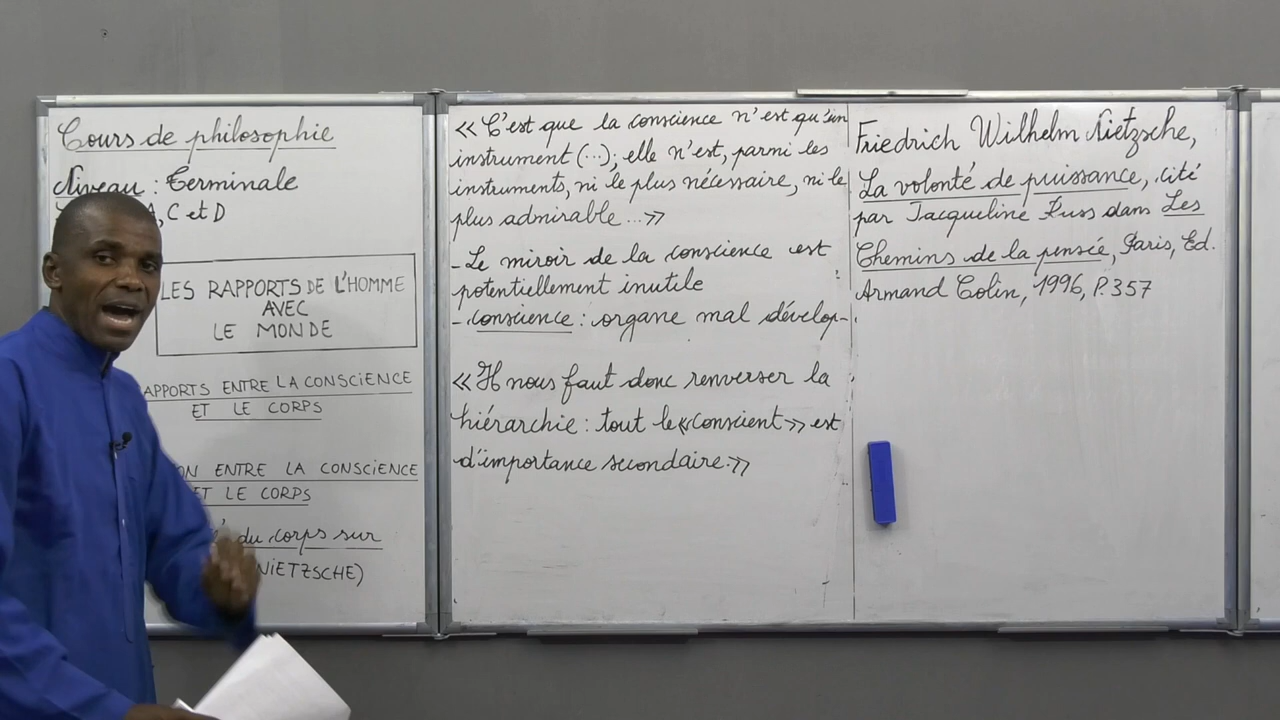 Cours de philosophie
Niveau : Terminale
A, C et D
LES RAPPORTS DE L'HOMME
AVEC
LE MONDE
RAPPORTS ENTRE LA CONSCIENCE
ET LE CORPS
ENTRE LA CONSCIENCE
ET LE CORPS
du corps sur
NIETZSCHE)
« C'est que la conscience n'est qu'un
instrument (...); elle n'est, parmi les
instruments, ni le plus nécessaire, ni le
plus admirable ... »
- Le miroir de la conscience est
potentiellement inutile
- conscience : organe mal dévelop-
« Il nous faut donc renverser la
hiérarchie : tout le « conscient » est
d'importance secondaire. »
Friedrich Wilhelm Nietzsche,
La volonté de puissance, cité
par Jacqueline Russ dans Les
Chemins de la pensée, Paris, Ed.
Armand Colin, 1996, P. 357